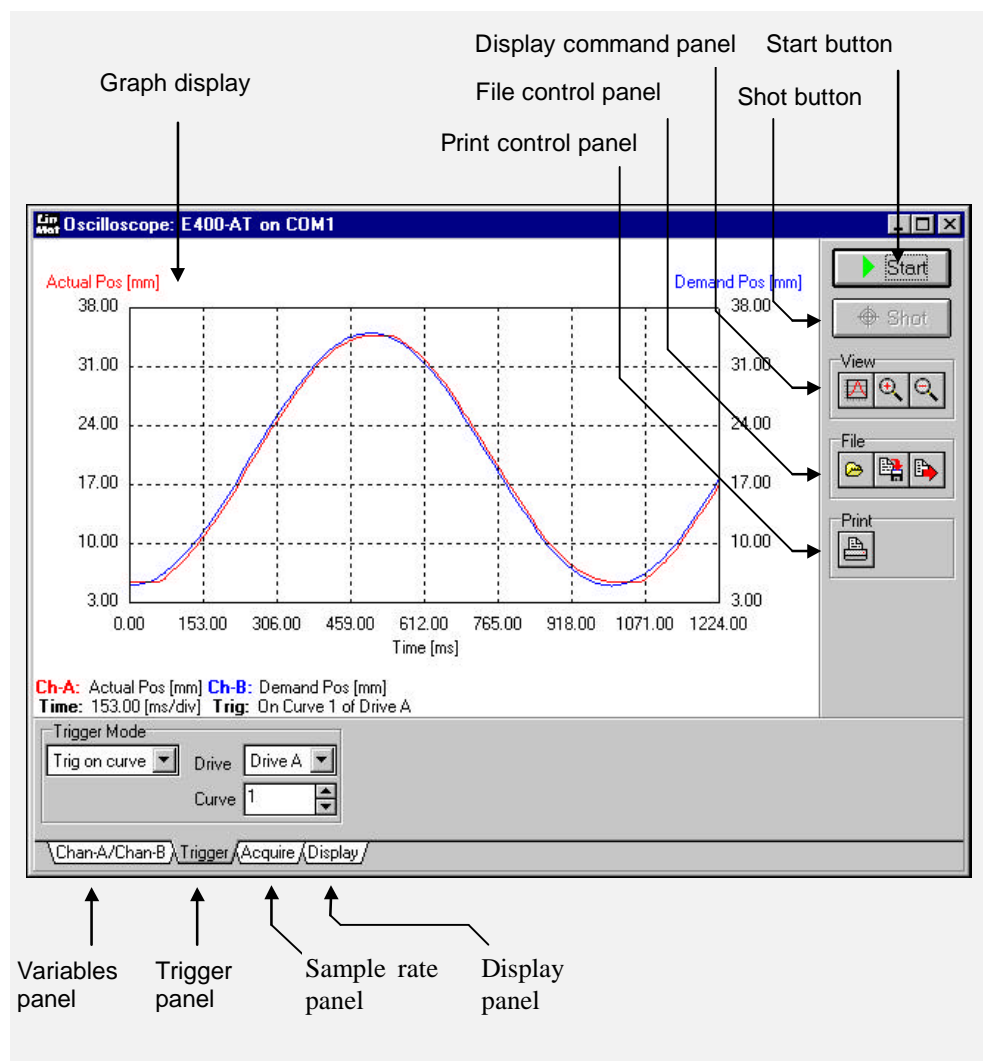 Display command panel Start button
Graph display
File control panel Shot button
Print control panel
Lin Mot Oscilloscope: E400-AT on COM1
Start
Shot
View
File
Print
Actual Pos [mm] Demand Pos [mm]
38.00 38.00
31.00 31.00
24.00 24.00
17.00 17.00
10.00 10.00
3.00 3.00
0.00 153.00 306.00 459.00 612.00 765.00 918.00 1071.00 1224.00
Time [ms]
Ch-A: Actual Pos [mm] Ch-B: Demand Pos [mm]
Time: 153.00 [ms/div] Trig: On Curve 1 of Drive A
Trigger Mode
Trig on curve Drive Drive A
Curve 1
Chan-A/Chan-B Trigger Acquire Display
Variables panel
Trigger panel
Sample rate panel
Display panel